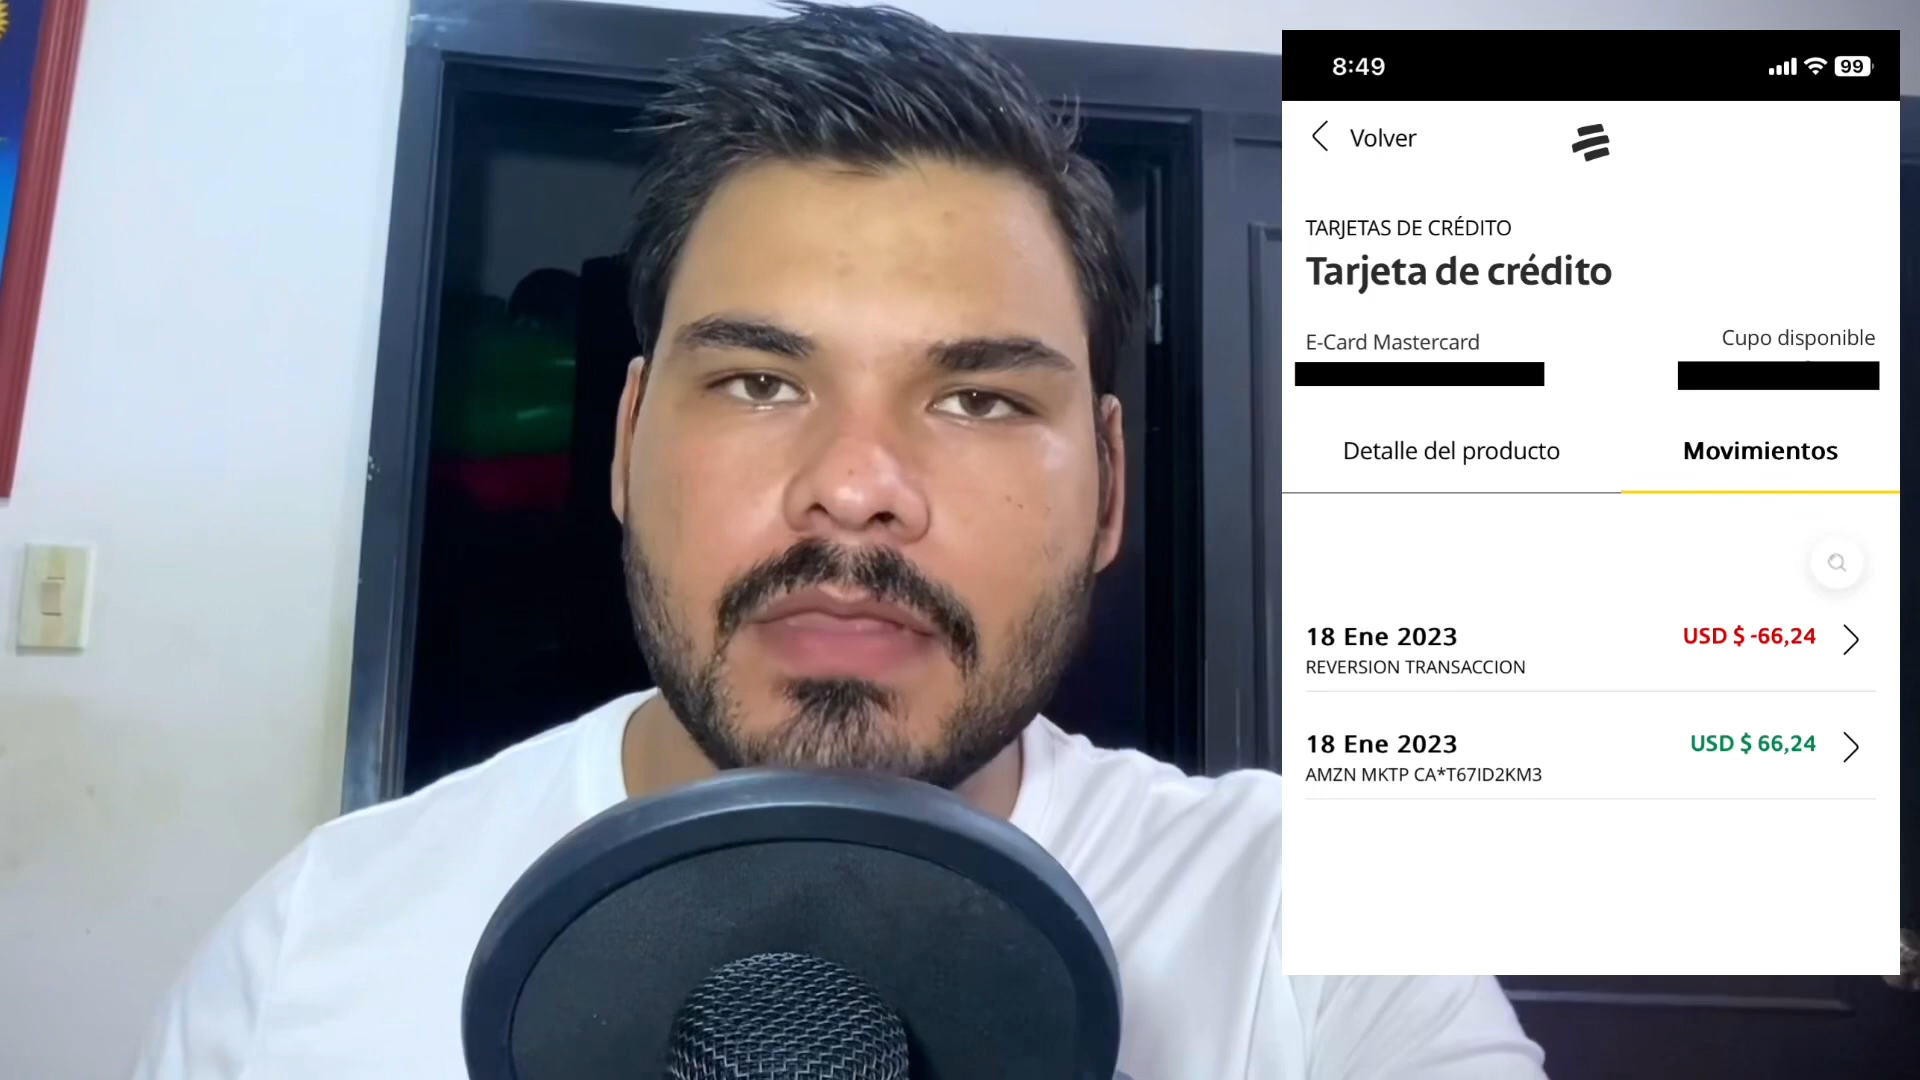 8:49
99
Volver
TARJETAS DE CRÉDITO
Tarjeta de crédito
E-Card Mastercard
Cupo disponible
Detalle del producto
Movimientos
18 Ene 2023
USD $ -66,24
REVERSION TRANSACCION
18 Ene 2023
USD $ 66,24
AMZN MKTP CA*T67ID2KM3